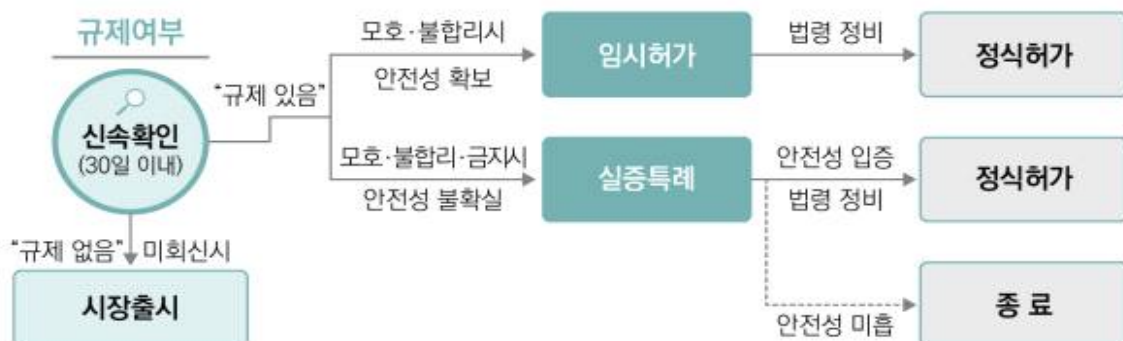 규제여부
신속확인
(30일 이내)
"규제 있음"
모호·불합리시
안전성 확보
임시허가
법령 정비
정식허가
모호·불합리·금지시
안전성 불확실
실증특례
안전성 입증
법령 정비
정식허가
"규제 없음" 미회신시
시장출시
안전성 미흡
종 료